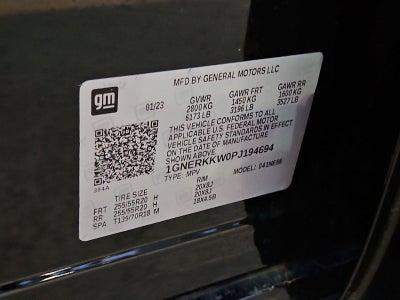 gm
MFD BY GENERAL MOTORS LLC
01/23 GVWR GAWR FRT GAWR RR
2800 KG 1450 KG 1600 KG
6173 LB 3196 LB 3527 LB
THIS VEHICLE CONFORMS TO ALL
APPLICABLE U.S. FEDERAL MOTOR
VEHICLE SAFETY STANDARDS IN EFFECT
ON THE DATE OF MANUFACTURE
SHOWN ABOVE.
1GNERKKW0PJ194694
TYPE: MPV MODEL:
TIRE SIZE RIM
FRT 255/55R20 H 20X8J
RR 255/55R20 H 20X8J
SPA T135/70R18 M 18X4.5B